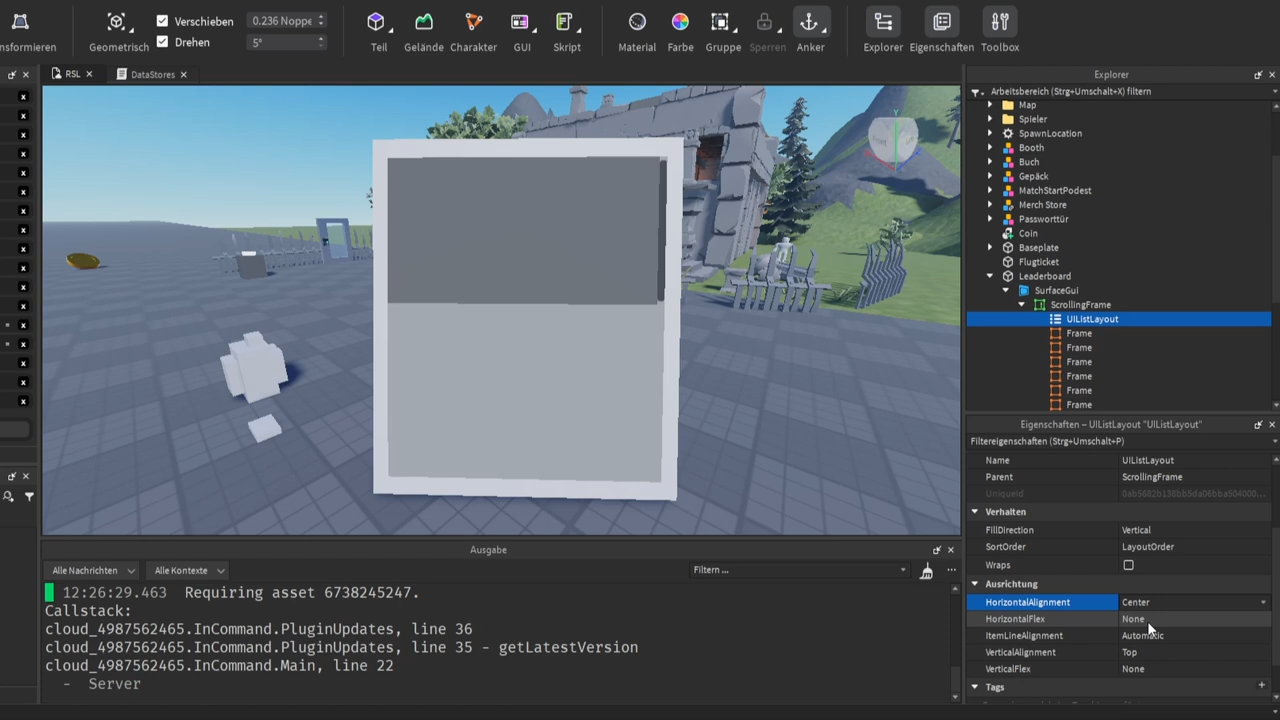 Verschieben 0.236 Noppe
Drehen 5°
nsformieren Geometrisch Teil Gelände Charakter GUI Skript Material Farbe Gruppe Sperren Anker Explorer Eigenschaften Toolbox
RSL DataStores
Explorer
Arbeitsbereich (Strg+Umschalt+X) filtern
Map
Spieler
SpawnLocation
Booth
Buch
Gepäck
MatchStartPodest
Merch Store
Passworttür
Coin
Baseplate
Flugticket
Leaderboard
SurfaceGui
ScrollingFrame
UIListLayout
Frame
Frame
Frame
Frame
Frame
Frame
Eigenschaften – UIListLayout "UIListLayout"
Filtereigenschaften (Strg+Umschalt+P)
Name UIListLayout
Parent ScrollingFrame
UniqueId
Verhalten
FillDirection Vertical
SortOrder LayoutOrder
Wraps
Ausrichtung
HorizontalAlignment Center
HorizontalFlex None
ItemLineAlignment Automatic
VerticalAlignment Top
VerticalFlex None
Tags
Ausgabe
Alle Nachrichten Alle Kontexte Filtern ...
12:26:29.463 Requiring asset 6738245247.
Callstack:
cloud_4987562465.InCommand.PluginUpdates, line 36
cloud_4987562465.InCommand.PluginUpdates, line 35 - getLatestVersion
cloud_4987562465.InCommand.Main, line 22
- Server